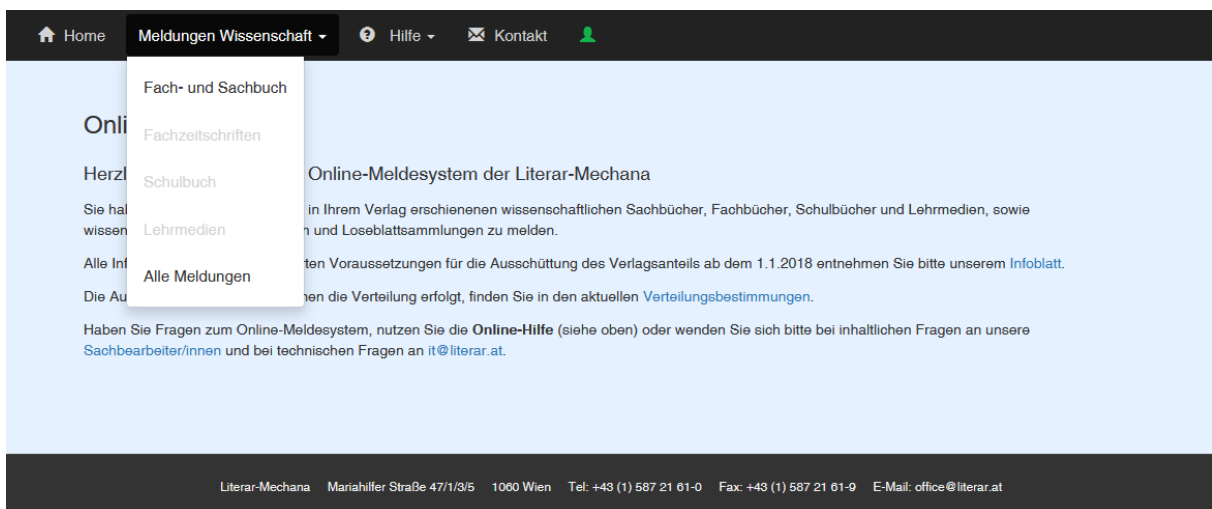 Home Meldungen Wissenschaft Hilfe Kontakt
Fach- und Sachbuch
Fachzeitschriften
Schulbuch
Lehrmedien
Alle Meldungen
Onli
Herzl Online-Meldesystem der Literar-Mechana
Sie hal in Ihrem Verlag erschienenen wissenschaftlichen Sachbücher, Fachbücher, Schulbücher und Lehrmedien, sowie
wissen und Loseblattsammlungen zu melden.
Alle Inf ten Voraussetzungen für die Ausschüttung des Verlagsanteils ab dem 1.1.2018 entnehmen Sie bitte unserem Infoblatt.
Die Au en die Verteilung erfolgt, finden Sie in den aktuellen Verteilungsbestimmungen.
Haben Sie Fragen zum Online-Meldesystem, nutzen Sie die Online-Hilfe (siehe oben) oder wenden Sie sich bitte bei inhaltlichen Fragen an unsere
Sachbearbeiter/innen und bei technischen Fragen an it@literar.at.
Literar-Mechana Mariahilfer Straße 47/1/3/5 1060 Wien Tel: +43 (1) 587 21 61-0 Fax: +43 (1) 587 21 61-9 E-Mail: office@literar.at